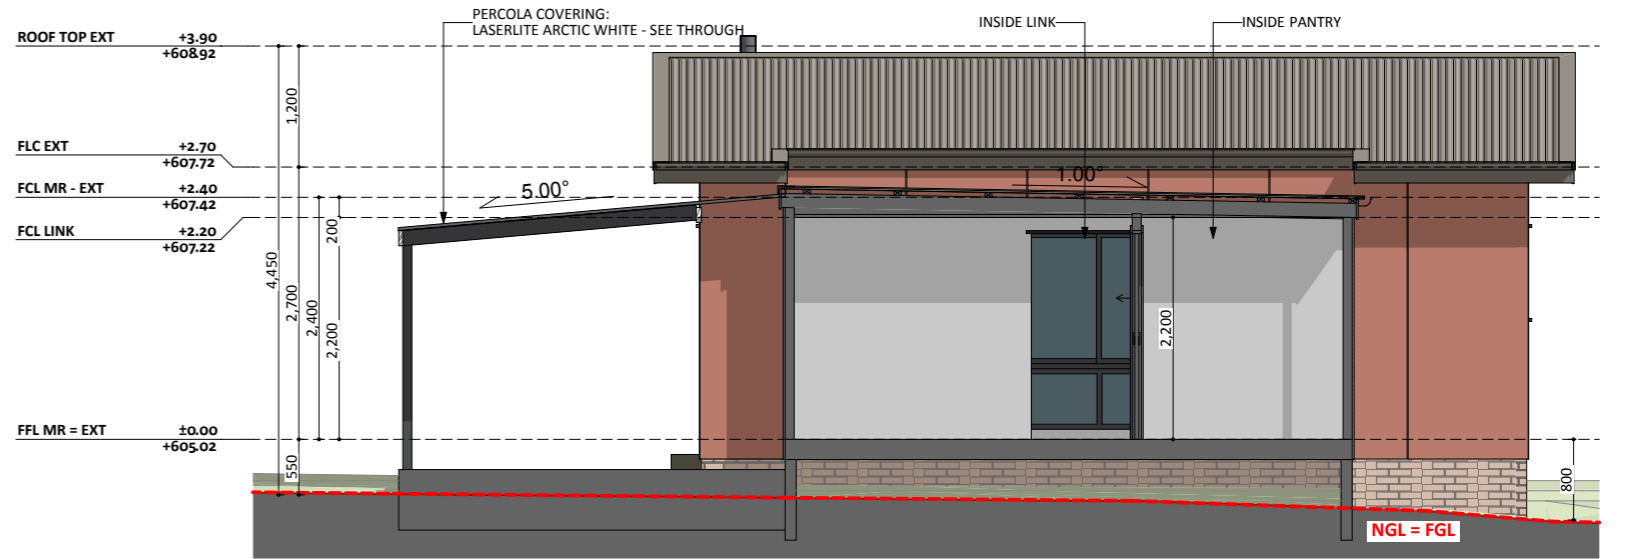 PERCOLA COVERING:
LASERLITE ARCTIC WHITE - SEE THROUGH
INSIDE LINK
INSIDE PANTRY
ROOF TOP EXT +3.90
+608.92
1,200
FLC EXT +2.70
+607.72
FCL MR - EXT +2.40
+607.42
5.00°
1.00°
FCL LINK +2.20
+607.22
200
4,450
2,700
2,400
2,200
2,200
FFL MR = EXT ±0.00
+605.02
550
800
NGL = FGL